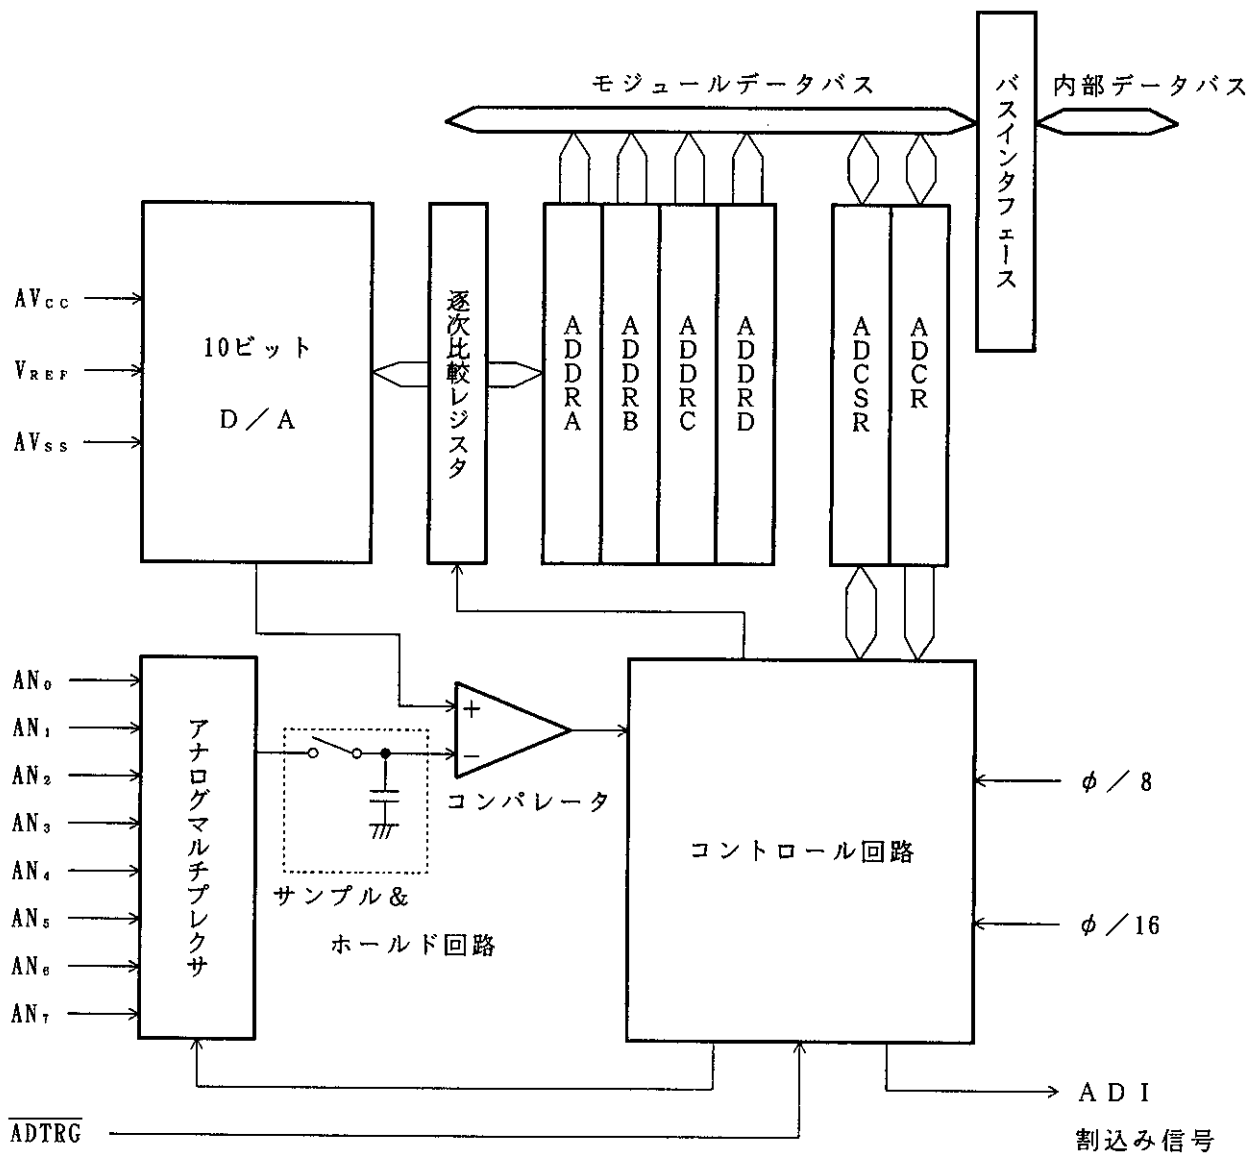 モジュールデータバス
内部データバス
バスインタフェース
AVCC
VREF
AVSS
10ビット
D/A
逐次比較レジスタ
ADDRA
ADDRB
ADDRC
ADDRD
ADCSR
ADCR
AN0
AN1
AN2
AN3
AN4
AN5
AN6
AN7
アナログマルチプレクサ
+
−
コンパレータ
サンプル&
ホールド回路
コントロール回路
φ/8
φ/16
ADTRG
ADI
割込み信号